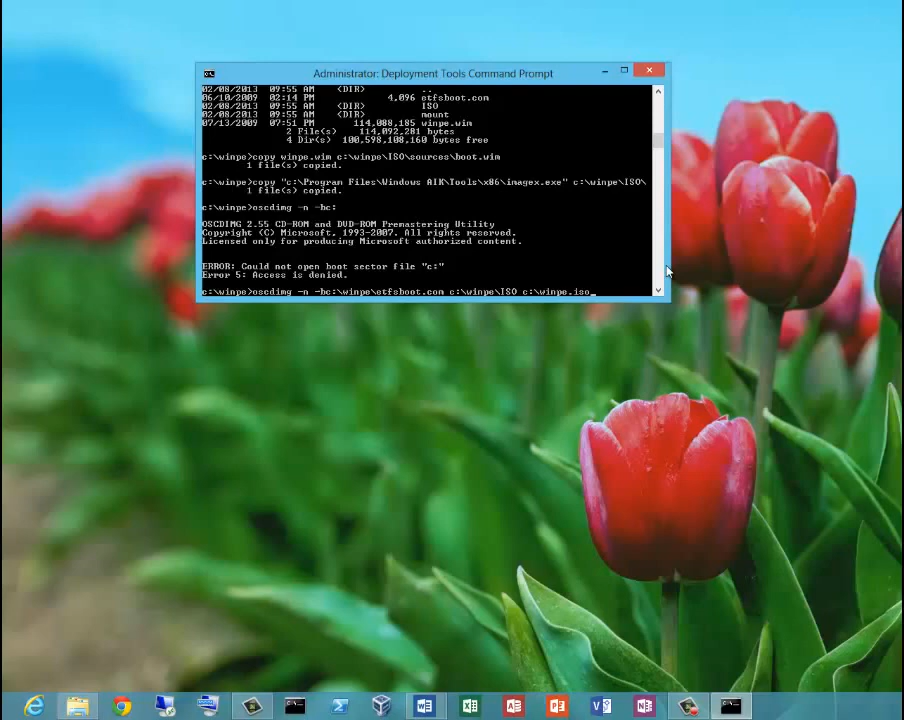 Administrator: Deployment Tools Command Prompt
02/08/2013 09:55 AM <DIR> ..
06/10/2009 02:14 PM 4,096 etfsboot.com
02/08/2013 09:55 AM <DIR> ISO
02/08/2013 09:55 AM <DIR> mount
07/13/2009 07:51 PM 114,088,185 winpe.wim
2 File(s) 114,092,281 bytes
4 Dir(s) 100,598,108,160 bytes free
c:\winpe>copy winpe.wim c:\winpe\ISO\sources\boot.wim
1 file(s) copied.
c:\winpe>copy "c:\Program Files\Windows AIK\Tools\x86\imagex.exe" c:\winpe\ISO\
1 file(s) copied.
c:\winpe>oscdimg -n -bc:
OSCDIMG 2.55 CD-ROM and DVD-ROM Premastering Utility
Copyright (C) Microsoft, 1993-2007. All rights reserved.
Licensed only for producing Microsoft authorized content.
ERROR: Could not open boot sector file "c:"
Error 5: Access is denied.
c:\winpe>oscdimg -n -bc:\winpe\etfsboot.com c:\winpe\ISO c:\winpe.iso_